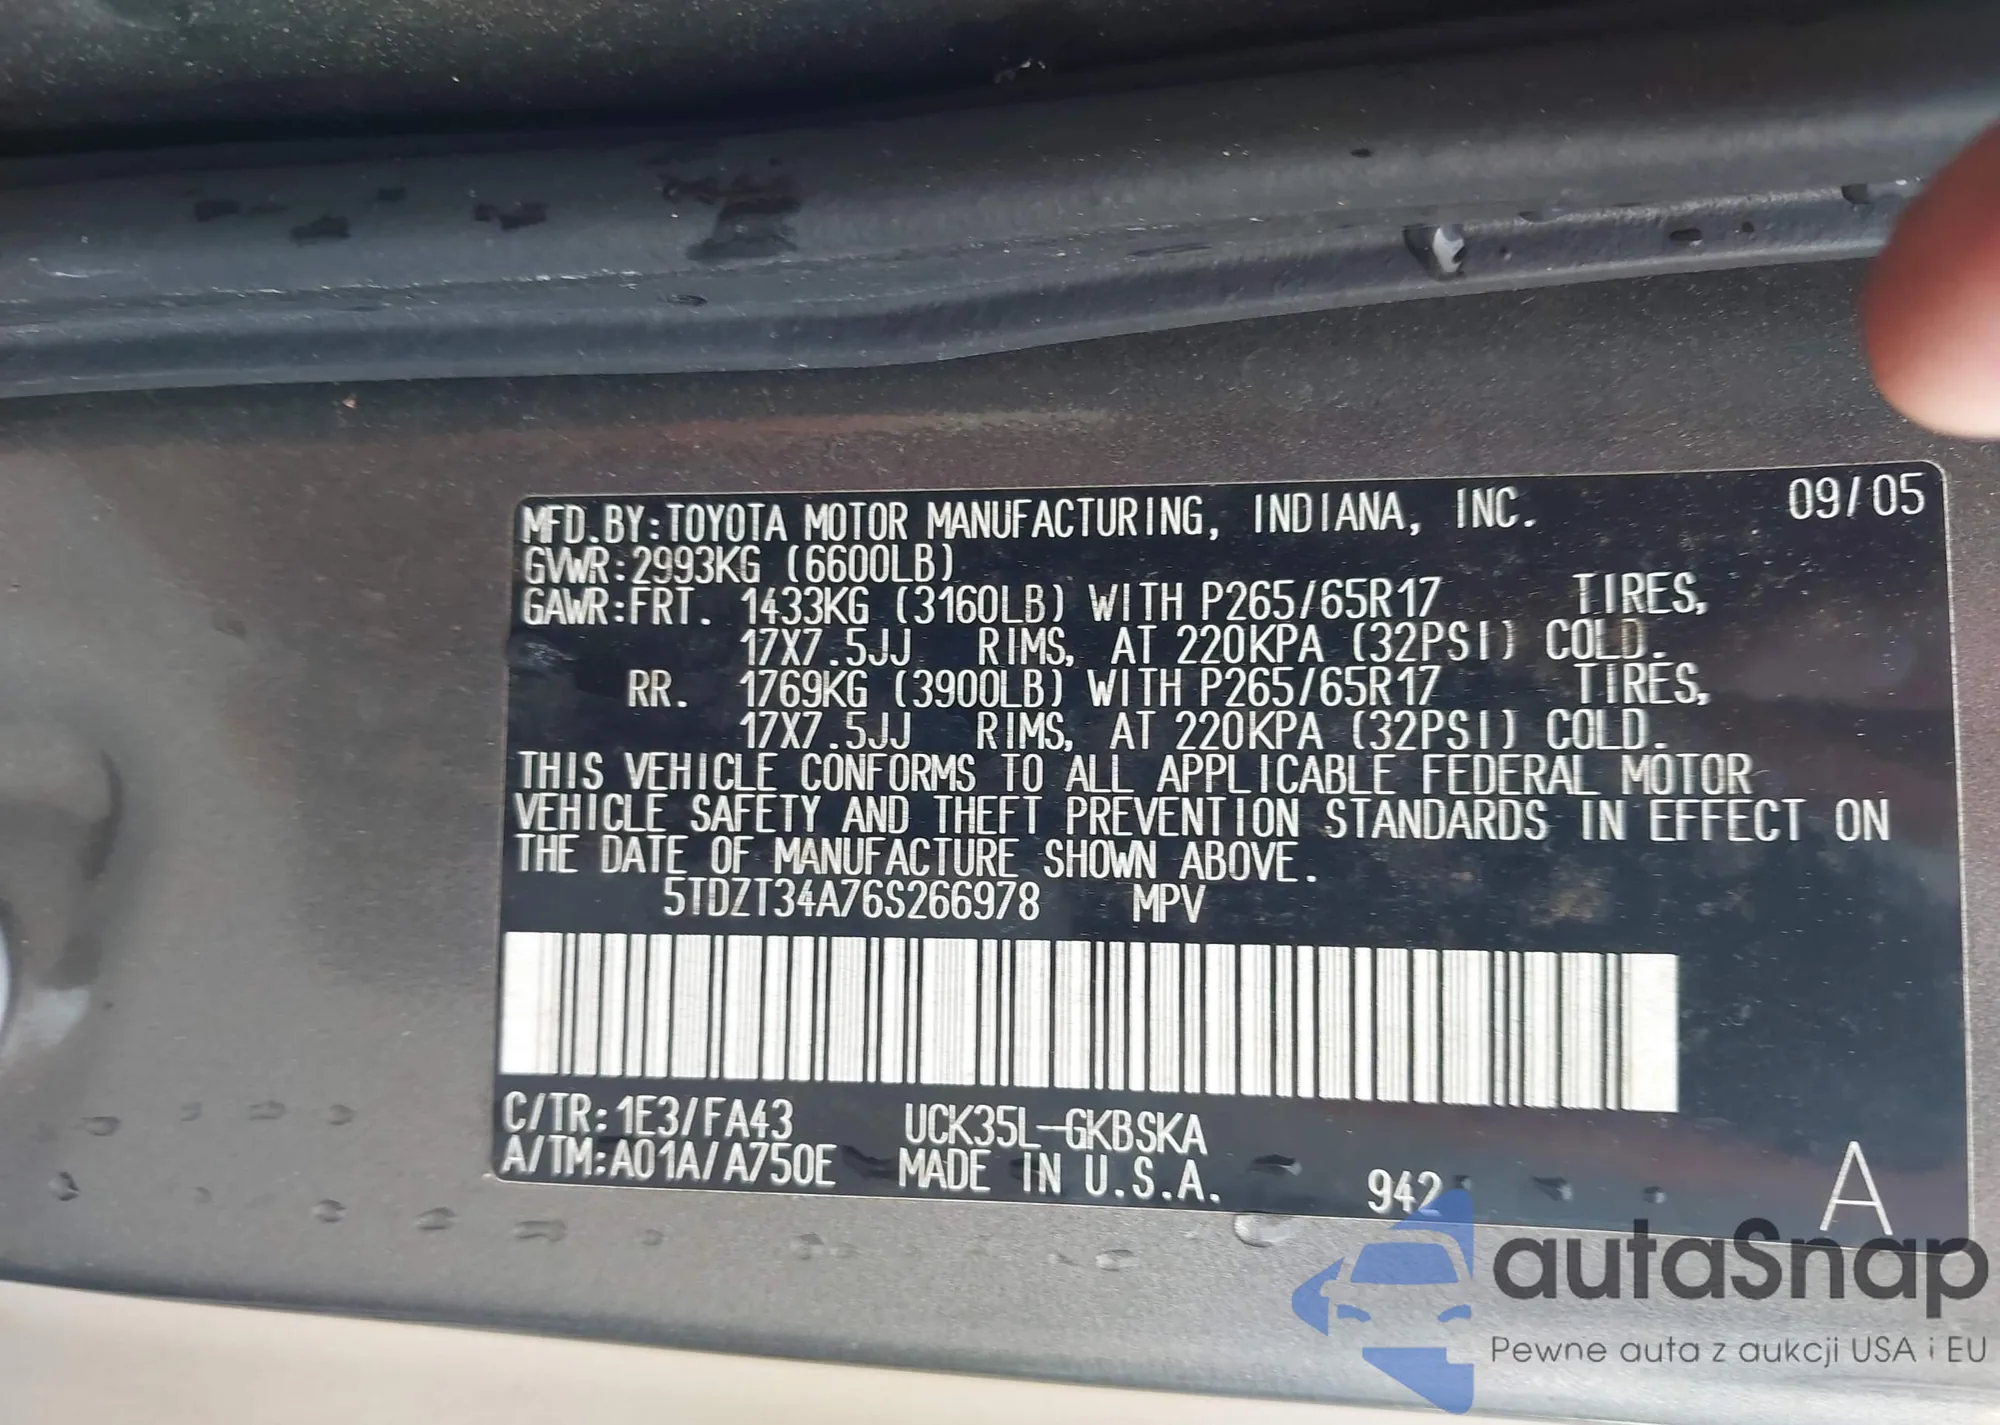 MFD.BY:TOYOTA MOTOR MANUFACTURING, INDIANA, INC. 09/05
GVWR:2993KG (6600LB)
GAWR:FRT. 1433KG (3160LB) WITH P265/65R17 TIRES,
17X7.5JJ RIMS, AT 220KPA (32PSI) COLD.
RR. 1769KG (3900LB) WITH P265/65R17 TIRES,
17X7.5JJ RIMS, AT 220KPA (32PSI) COLD.
THIS VEHICLE CONFORMS TO ALL APPLICABLE FEDERAL MOTOR
VEHICLE SAFETY AND THEFT PREVENTION STANDARDS IN EFFECT ON
THE DATE OF MANUFACTURE SHOWN ABOVE.
5TDZT34A76S266978 MPV
C/TR:1E3/FA43 UCK35L-GKBSKA
A/TM:A01A/A750E MADE IN U.S.A. 942 A
autaSnap
Pewne auta z aukcji USA i EU